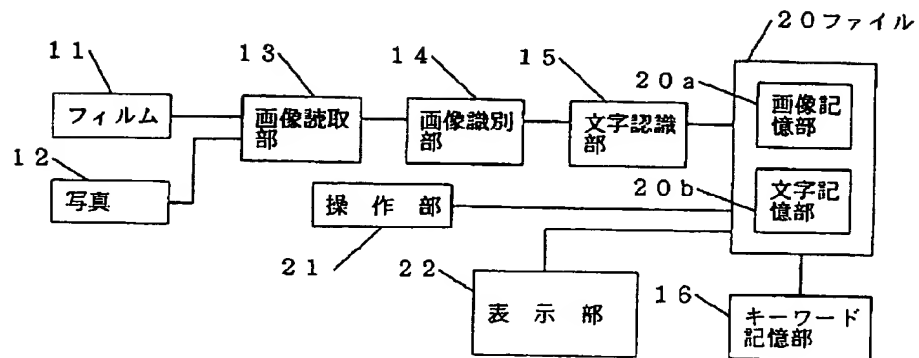 20ファイル
11
13
14
15
20a
フィルム
画像読取
部
画像識別
部
文字認識
部
画像記
憶部
12
写真
20b
操作部
文字記
憶部
21
22
表示部
16
キーワード
記憶部